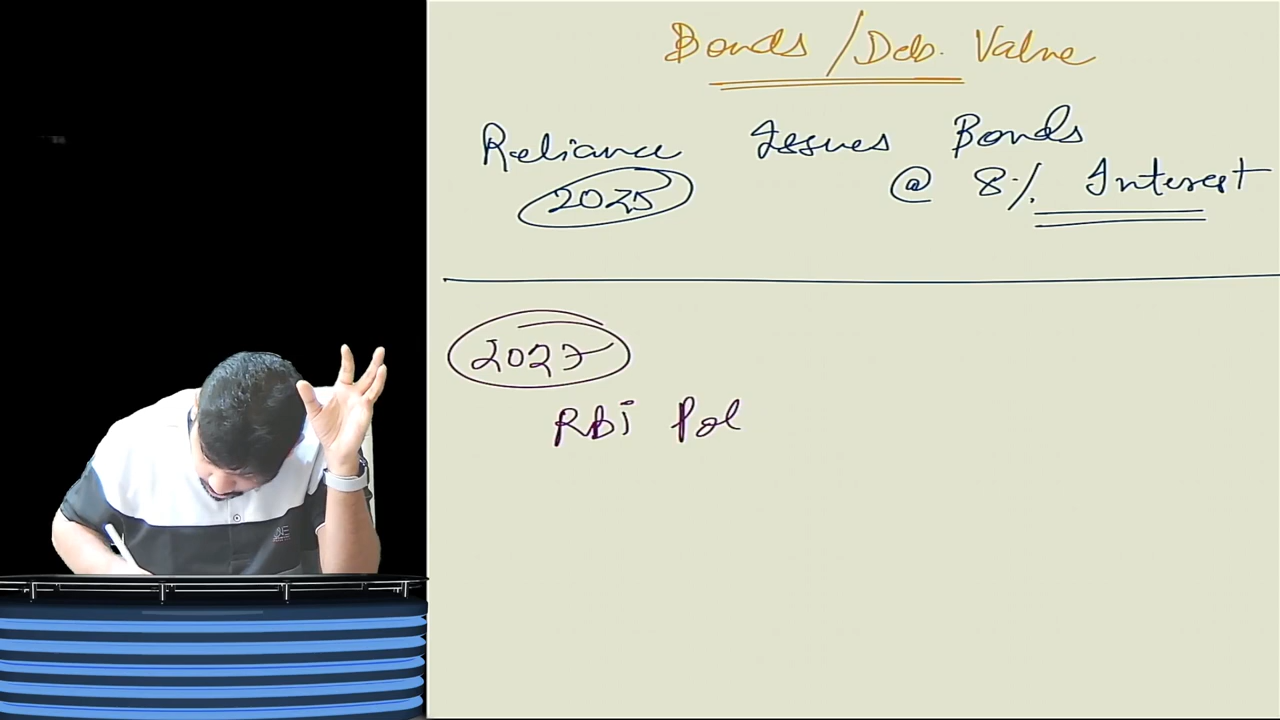 Bonds / Deb. Value
Reliance Issues Bonds
2025 @ 8% Interest
2027
RBi Pol